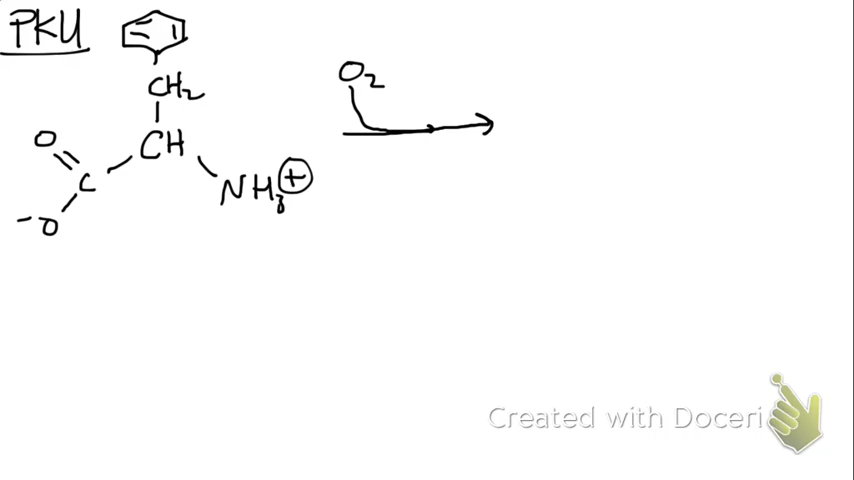 PKU
CH₂
O₂
O
CH
C
NH₃⊕
⁻O
Created with Doceri